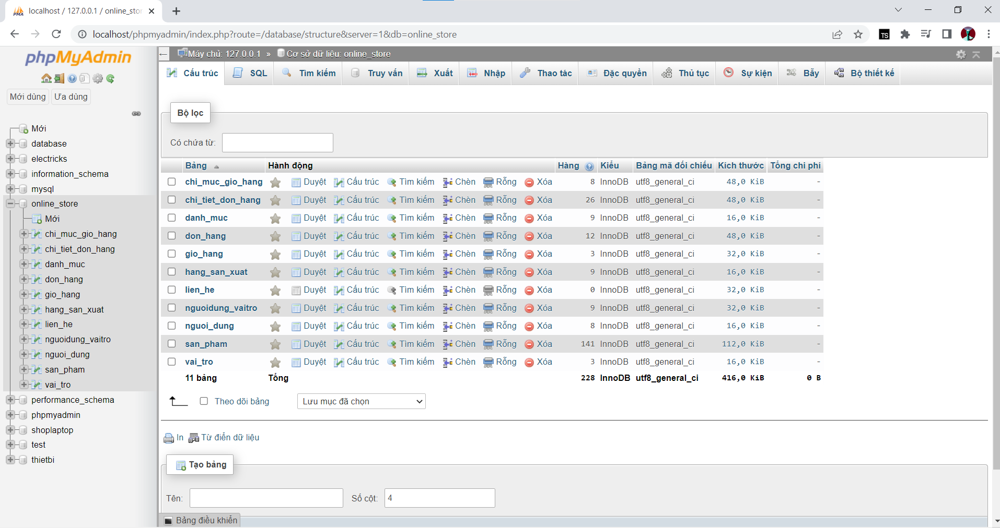 localhost / 127.0.0.1 / online_stor
localhost/phpmyadmin/index.php?route=/database/structure&server=1&db=online_store
TS
phpMyAdmin
Mới dùng Ưa dùng
Mới
database
electricks
information_schema
mysql
online_store
Mới
chi_muc_gio_hang
chi_tiet_don_hang
danh_muc
don_hang
gio_hang
hang_san_xuat
lien_he
nguoidung_vaitro
nguoi_dung
san_pham
vai_tro
performance_schema
phpmyadmin
shoplaptop
test
thietbi
Máy chủ: 127.0.0.1 » Cơ sở dữ liệu: online_store
Cấu trúc SQL Tìm kiếm Truy vấn Xuất Nhập Thao tác Đặc quyền Thủ tục Sự kiện Bẫy Bộ thiết kế
Bộ lọc
Có chứa từ:
Bảng Hành động Hàng Kiểu Bảng mã đối chiếu Kích thước Tổng chi phí
chi_muc_gio_hang Duyệt Cấu trúc Tìm kiếm Chèn Rỗng Xóa 8 InnoDB utf8_general_ci 48,0 KiB -
chi_tiet_don_hang Duyệt Cấu trúc Tìm kiếm Chèn Rỗng Xóa 26 InnoDB utf8_general_ci 48,0 KiB -
danh_muc Duyệt Cấu trúc Tìm kiếm Chèn Rỗng Xóa 9 InnoDB utf8_general_ci 16,0 KiB -
don_hang Duyệt Cấu trúc Tìm kiếm Chèn Rỗng Xóa 12 InnoDB utf8_general_ci 48,0 KiB -
gio_hang Duyệt Cấu trúc Tìm kiếm Chèn Rỗng Xóa 3 InnoDB utf8_general_ci 32,0 KiB -
hang_san_xuat Duyệt Cấu trúc Tìm kiếm Chèn Rỗng Xóa 9 InnoDB utf8_general_ci 16,0 KiB -
lien_he Duyệt Cấu trúc Tìm kiếm Chèn Rỗng Xóa 0 InnoDB utf8_general_ci 32,0 KiB -
nguoidung_vaitro Duyệt Cấu trúc Tìm kiếm Chèn Rỗng Xóa 9 InnoDB utf8_general_ci 32,0 KiB -
nguoi_dung Duyệt Cấu trúc Tìm kiếm Chèn Rỗng Xóa 8 InnoDB utf8_general_ci 16,0 KiB -
san_pham Duyệt Cấu trúc Tìm kiếm Chèn Rỗng Xóa 141 InnoDB utf8_general_ci 112,0 KiB -
vai_tro Duyệt Cấu trúc Tìm kiếm Chèn Rỗng Xóa 3 InnoDB utf8_general_ci 16,0 KiB -
11 bảng Tổng 228 InnoDB utf8_general_ci 416,0 KiB 0 B
Theo dõi bảng Lưu mục đã chọn
In Từ điển dữ liệu
Tạo bảng
Tên: Số cột: 4
Bảng điều khiển